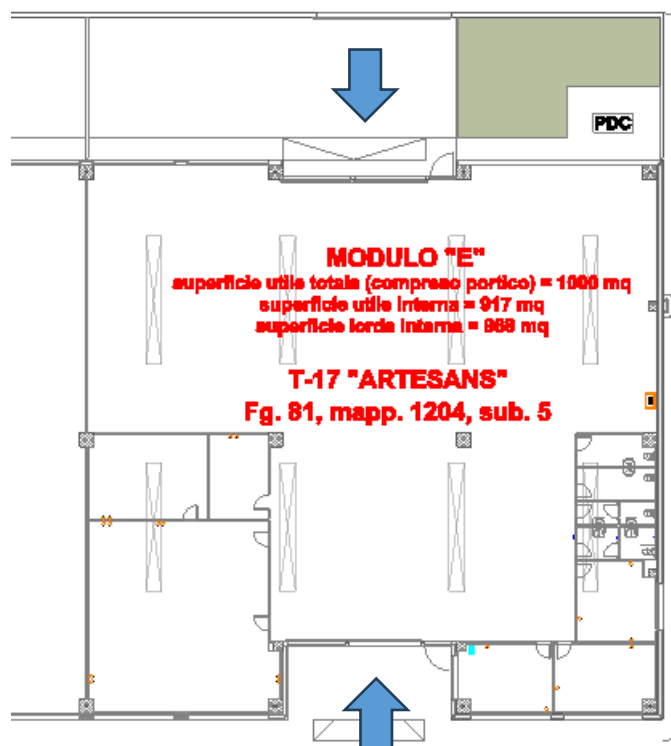 PDC
MODULO "E"
superficie utile totale (compreso portico) = 1000 mq
superficie utile interna = 917 mq
superficie lorda interna = 968 mq
T-17 "ARTESANS"
Fg. 81, mapp. 1204, sub. 5